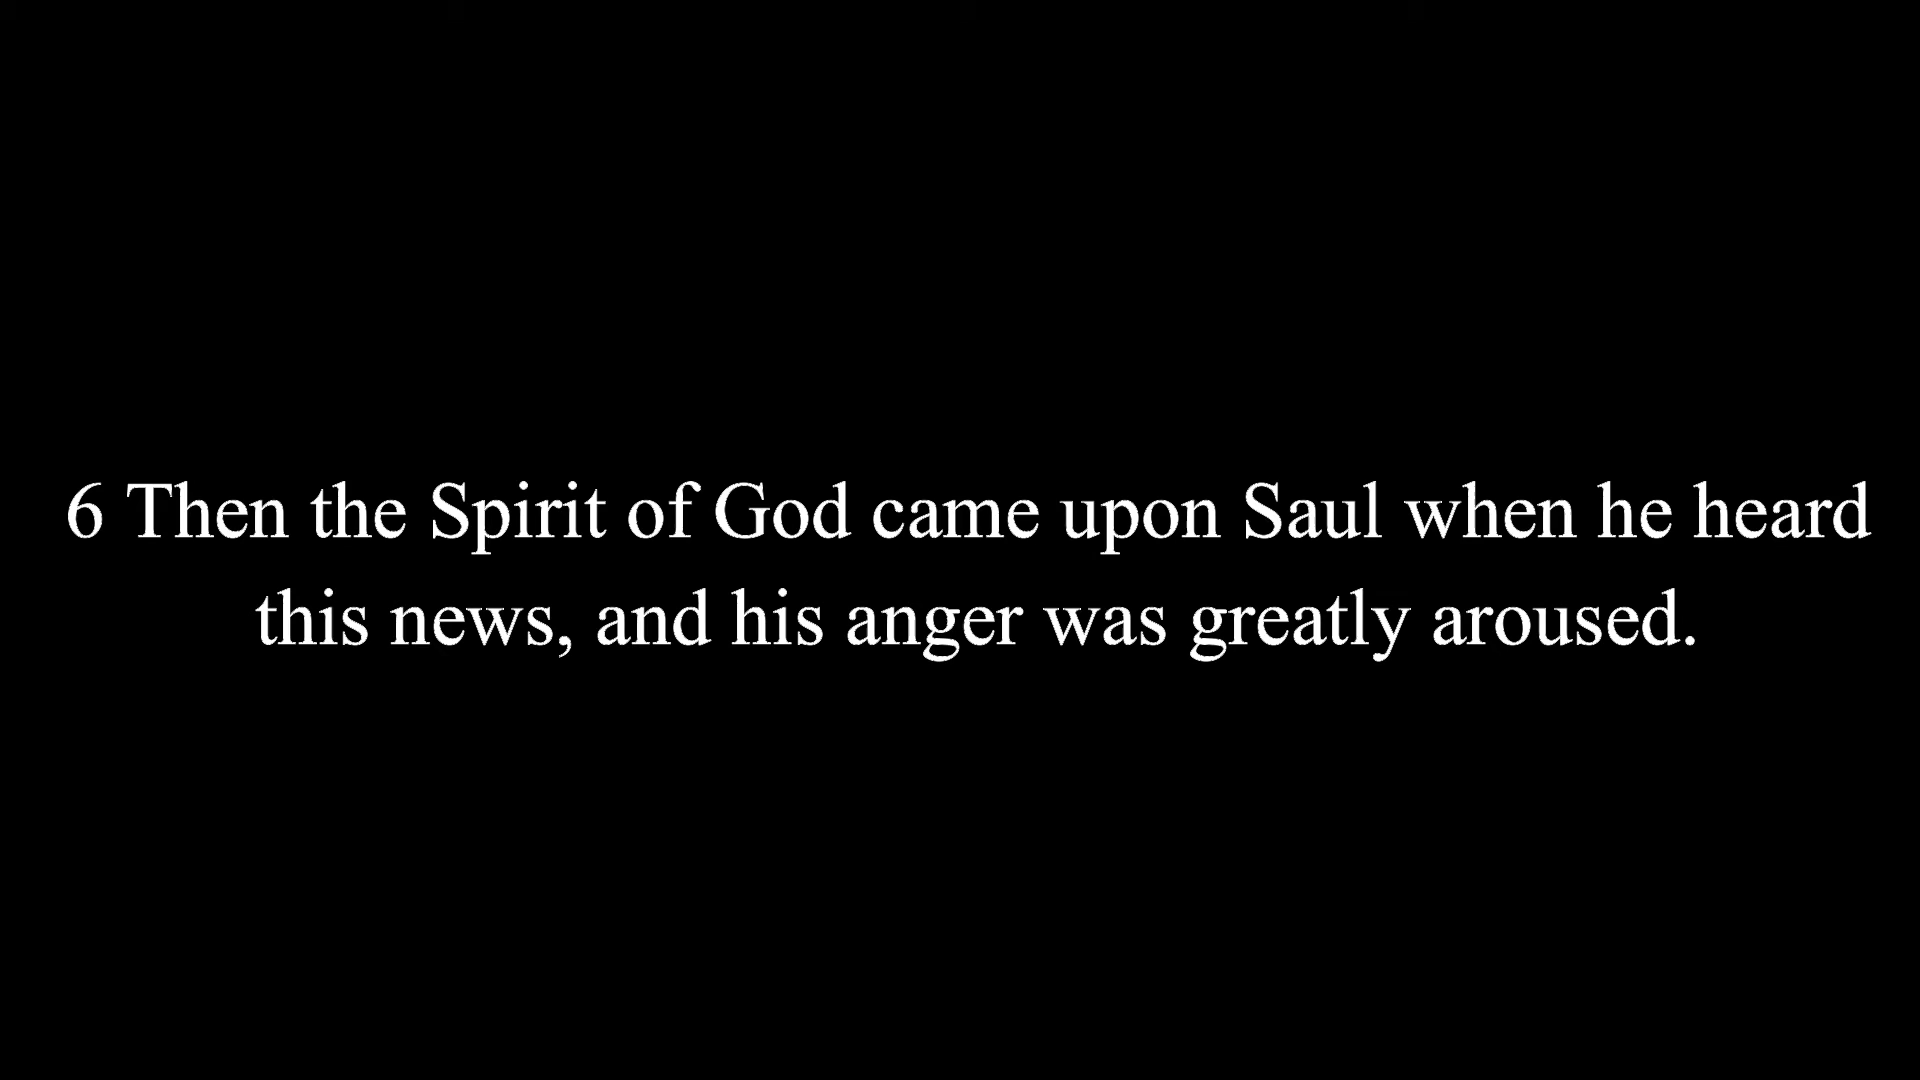 6 Then the Spirit of God came upon Saul when he heard
this news, and his anger was greatly aroused.